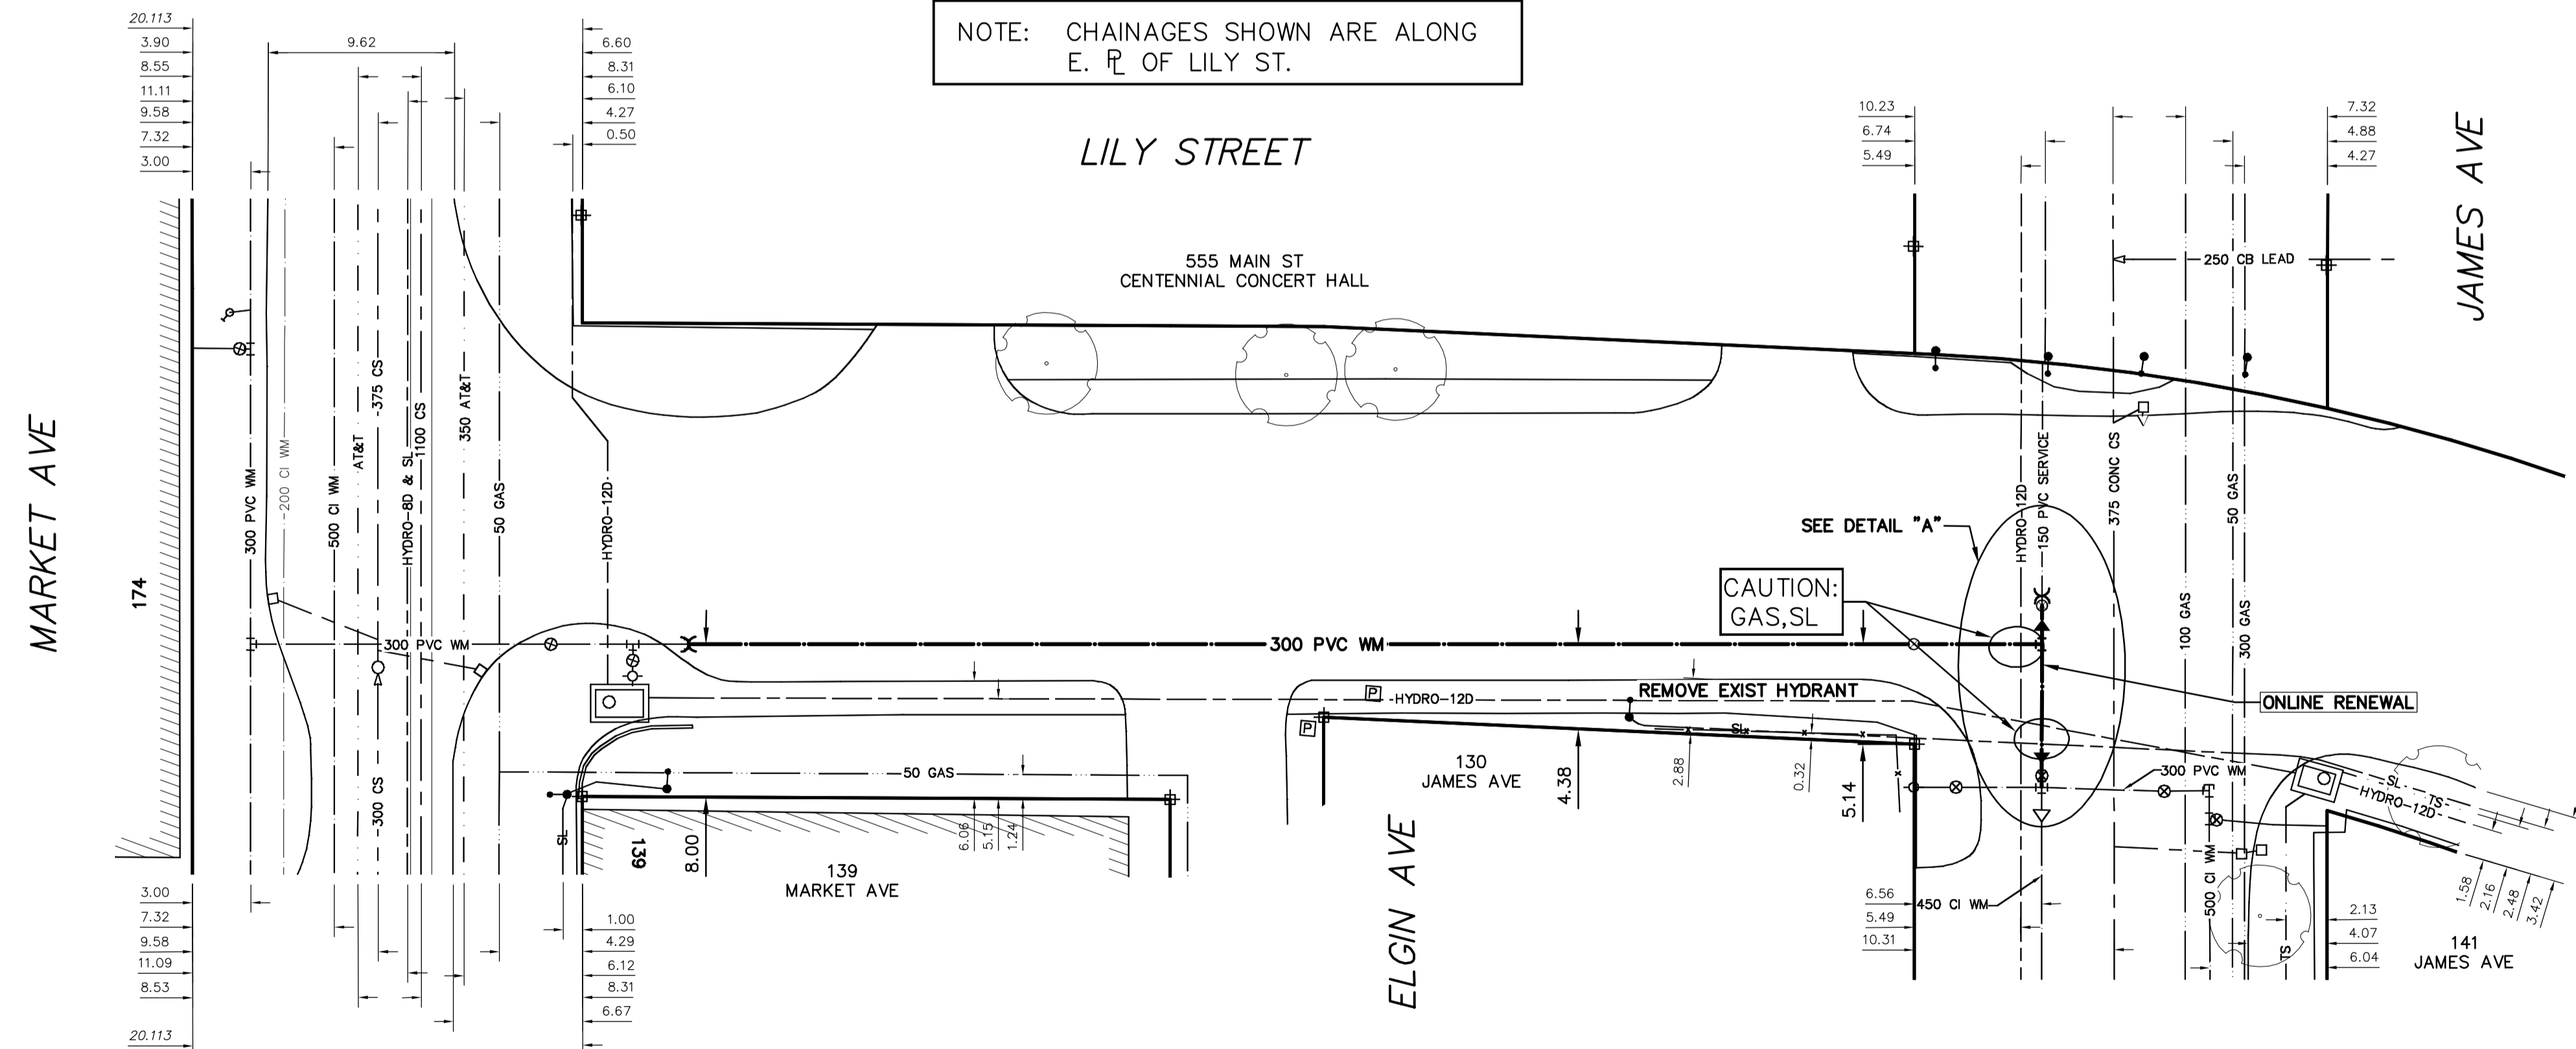 NOTE: CHAINAGES SHOWN ARE ALONG
E. PL OF LILY ST.
LILY STREET
MARKET AVE
JAMES AVE
ELGIN AVE
20.113
3.90
8.55
11.11
9.58
7.32
3.00
9.62
6.60
8.31
6.10
4.27
0.50
10.23
6.74
5.49
7.32
4.88
4.27
555 MAIN ST
CENTENNIAL CONCERT HALL
250 CB LEAD
174
300 PVC WM
200 CI WM
500 CI WM
AT&T
375 CS
HYDRO-8D & SL
1100 CS
350 AT&T
50 GAS
HYDRO-12D
SEE DETAIL "A"
HYDRO-12D
150 PVC SERVICE
375 CONC CS
100 GAS
50 GAS
300 GAS
CAUTION:
GAS,SL
300 PVC WM
300 PVC WM
P
HYDRO-12D
REMOVE EXIST HYDRANT
ONLINE RENEWAL
P
SL
300 CS
50 GAS
SL
139
8.00
6.06
5.15
1.24
139
MARKET AVE
130
JAMES AVE
4.38
2.88
0.32
5.14
300 PVC WM
SL
TS
HYDRO-12D
450 CI WM
500 CI WM
TS
1.58
2.16
2.48
3.42
141
JAMES AVE
3.00
7.32
9.58
11.09
8.53
20.113
1.00
4.29
6.12
8.31
6.67
6.56
5.49
10.31
2.13
4.07
6.04